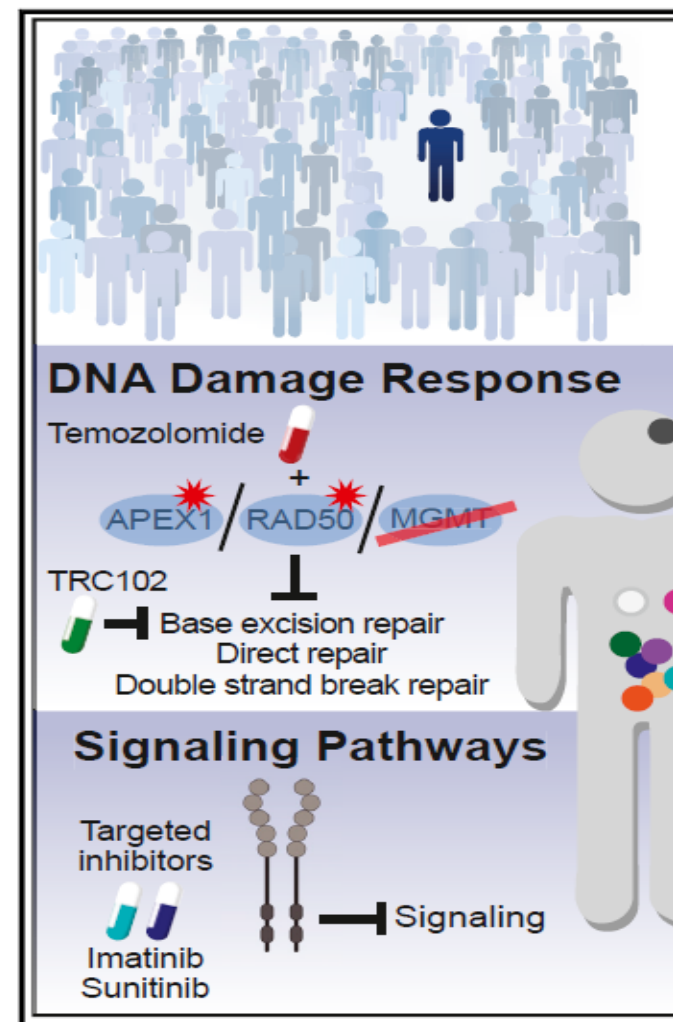 DNA Damage Response
Temozolomide
+
APEX1 / RAD50 / MGMT
TRC102
Base excision repair
Direct repair
Double strand break repair
Signaling Pathways
Targeted
inhibitors
Signaling
Imatinib
Sunitinib